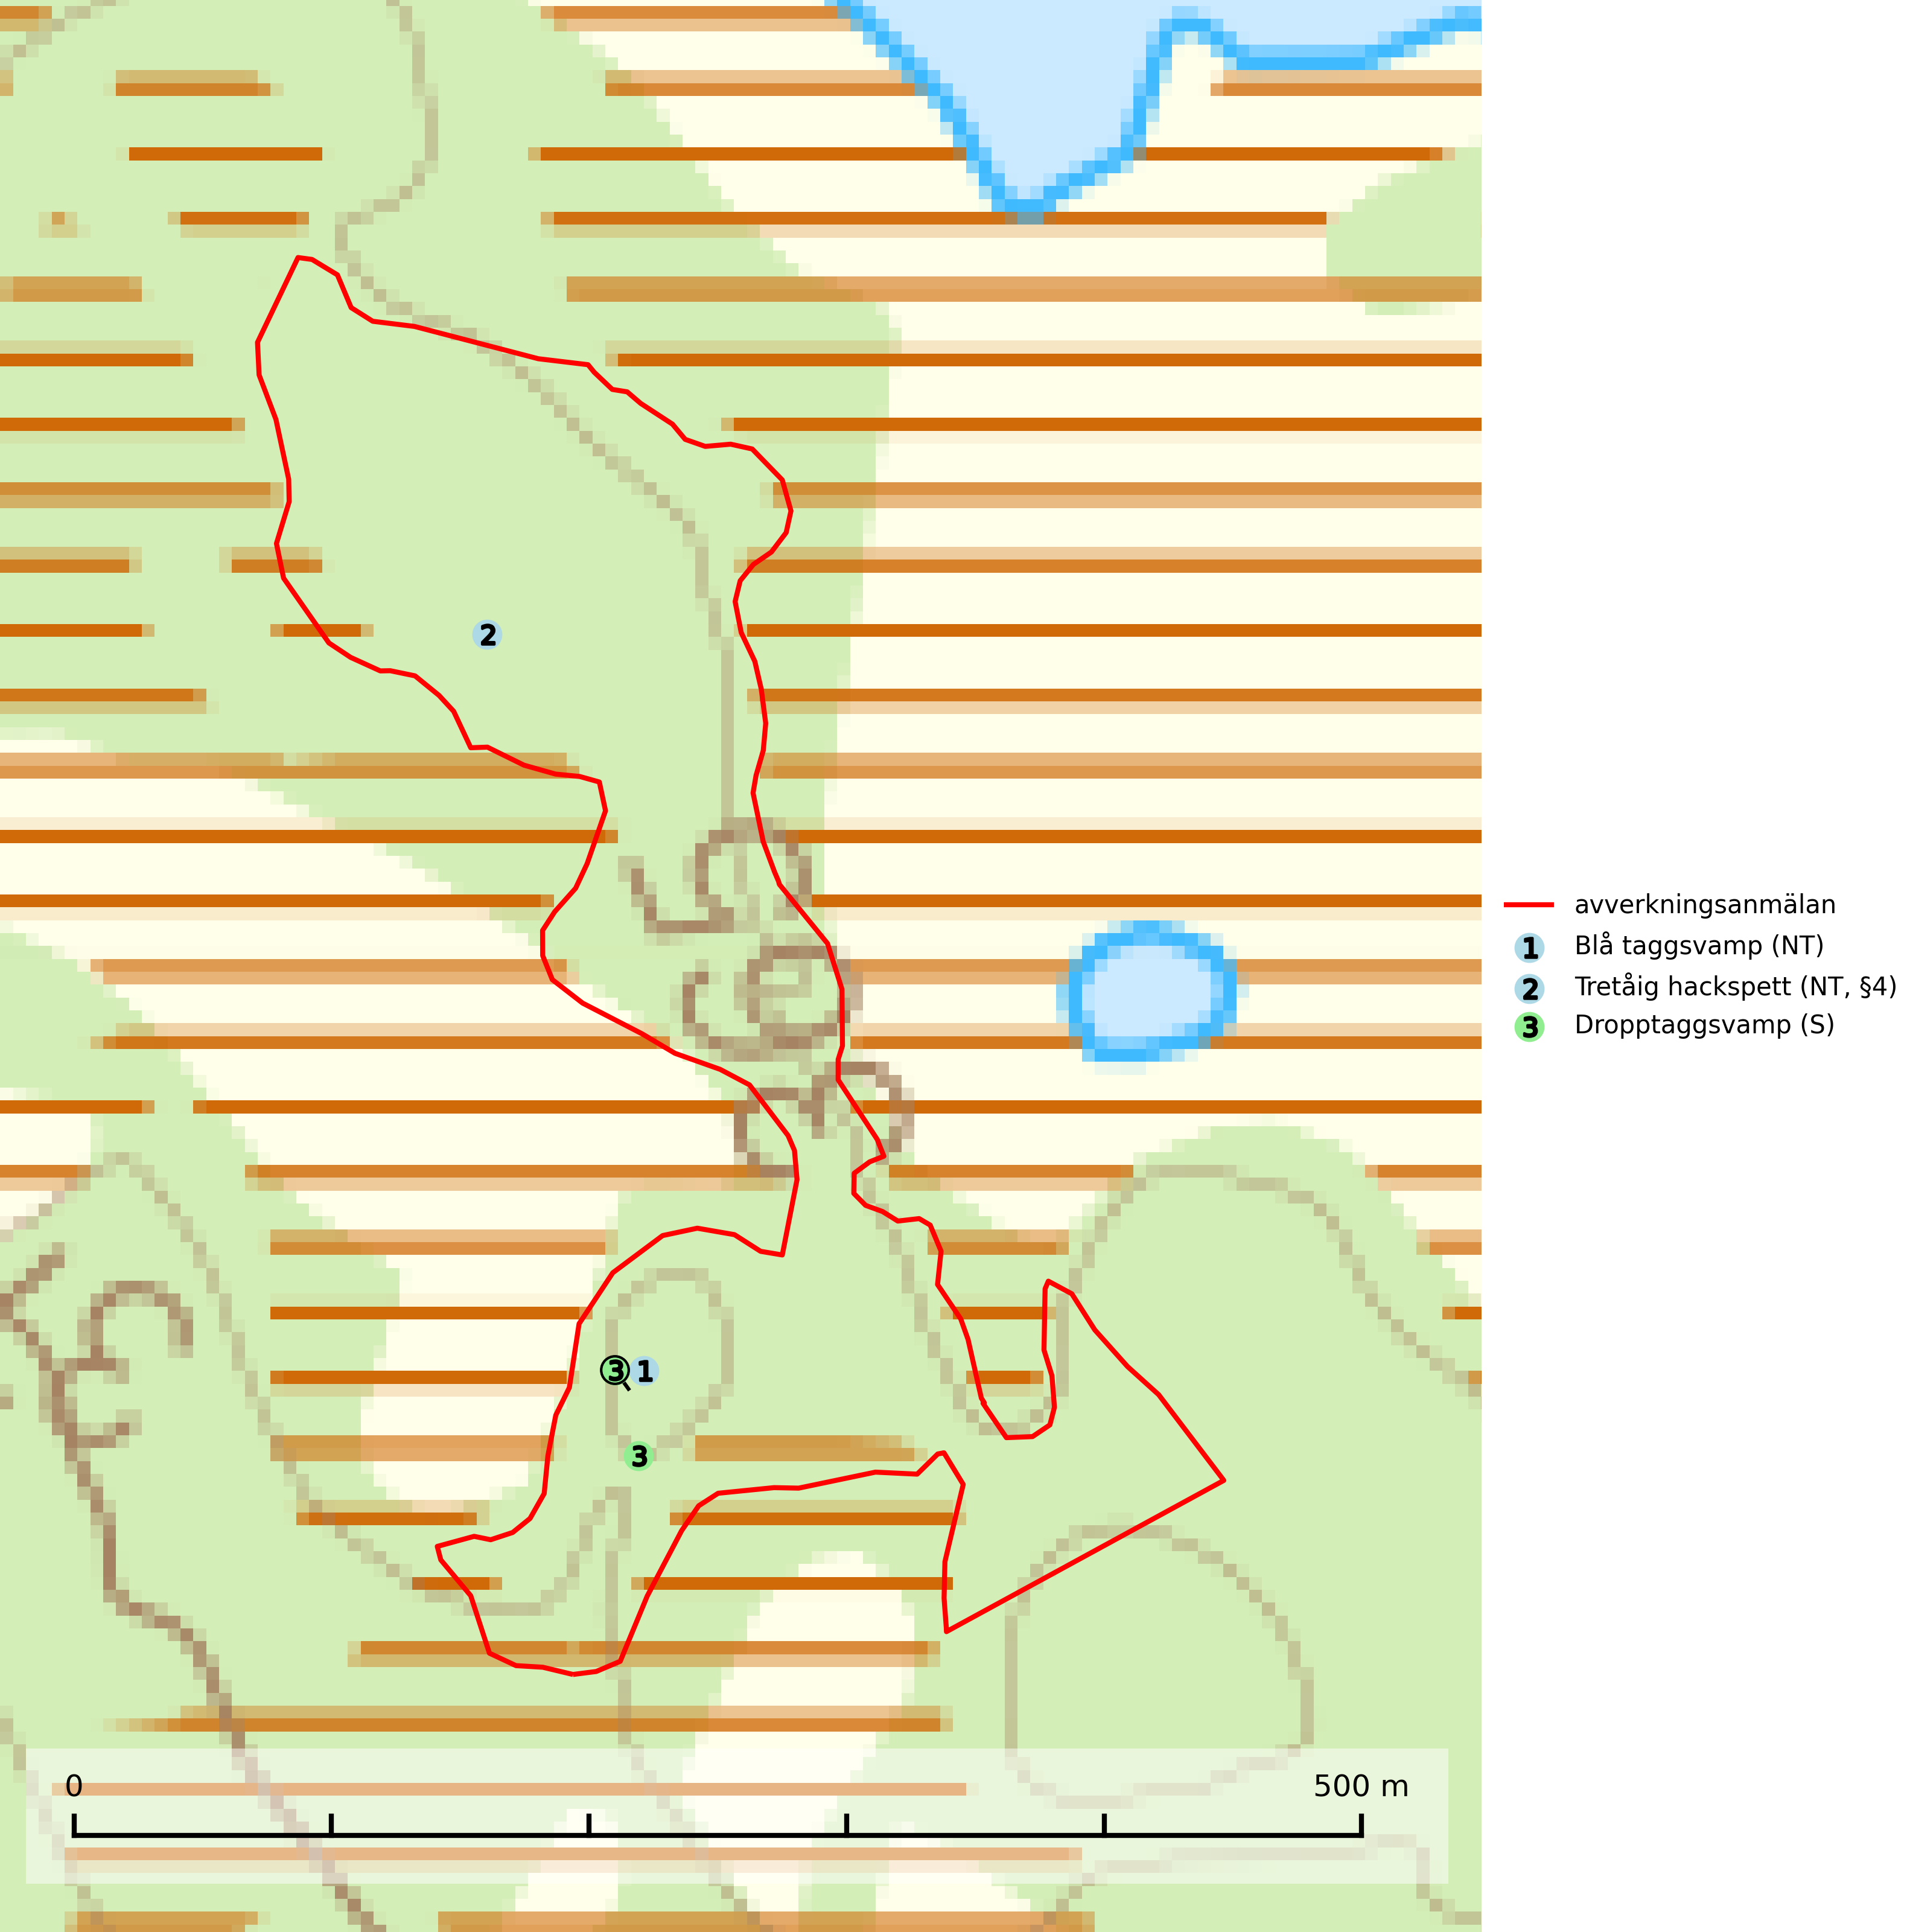 2
3 1
3
0 500 m
avverkningsanmälan
1 Blå taggsvamp (NT)
2 Tretåig hackspett (NT, §4)
3 Dropptaggsvamp (S)